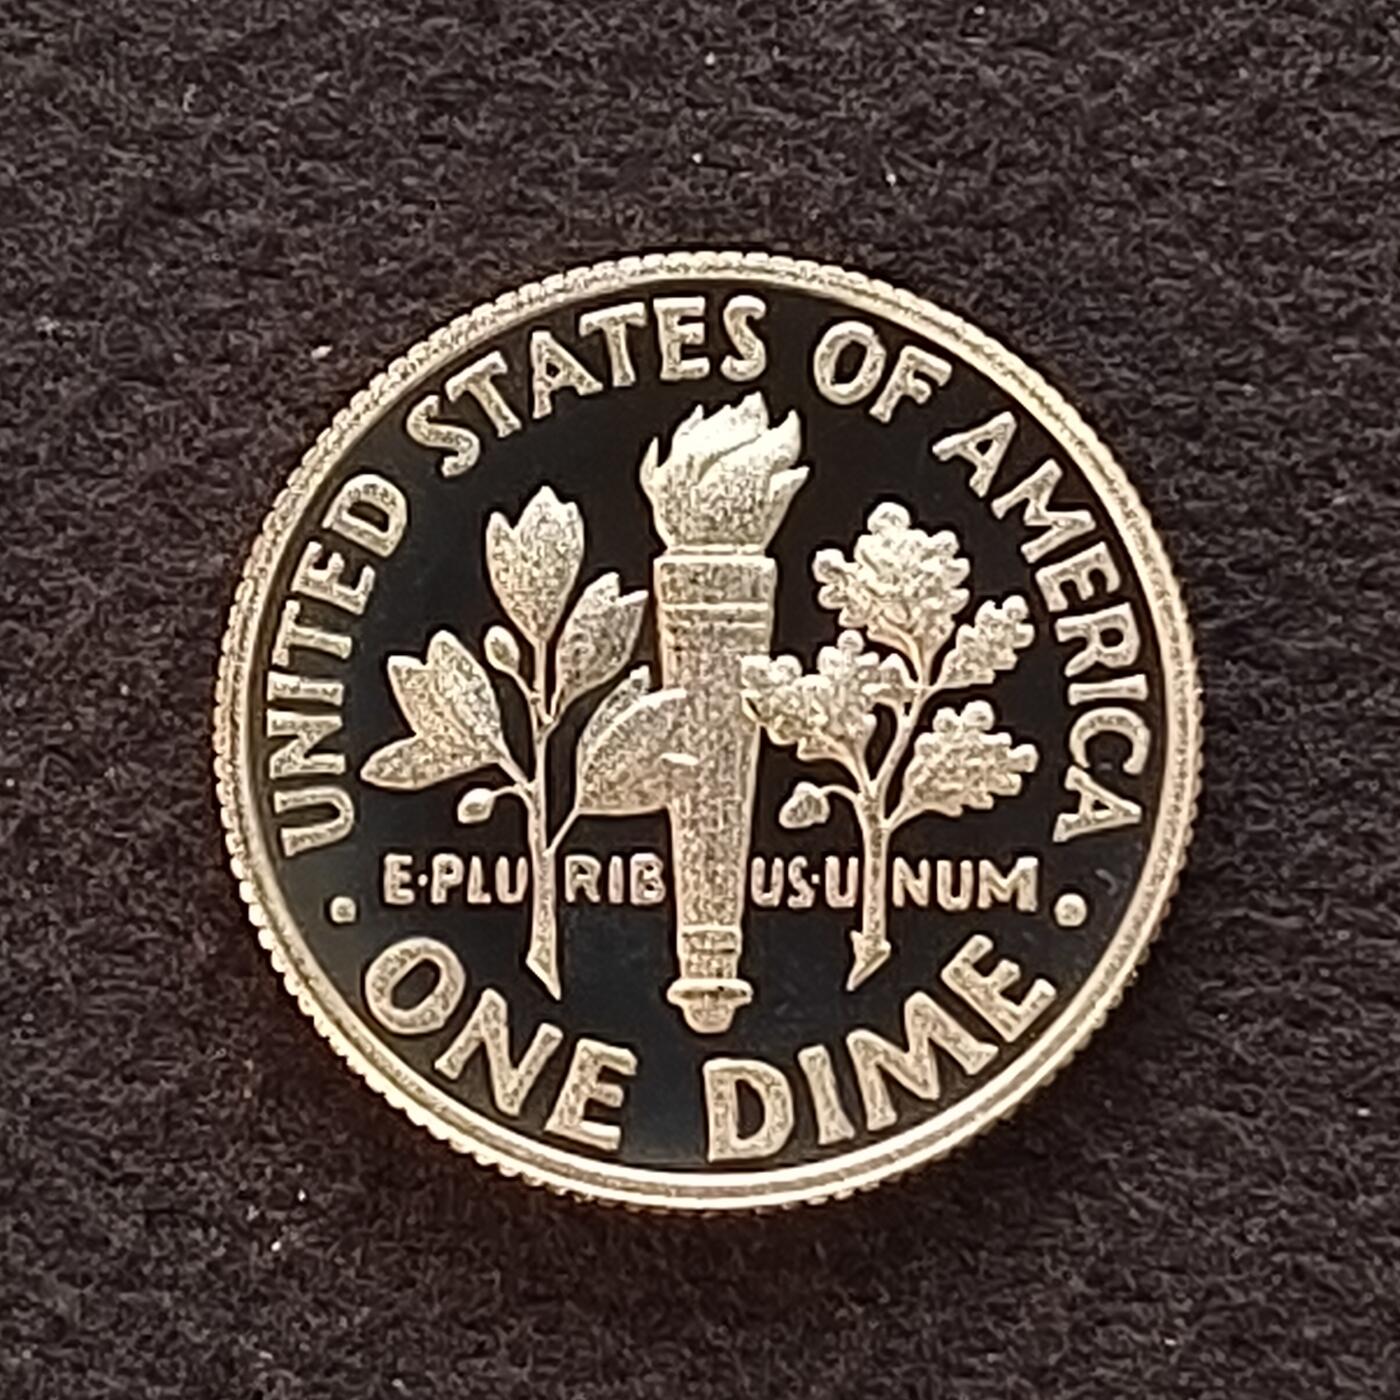 UNITED STATES OF AMERICA
E·PLURIBUS·UNUM
· ONE DIME ·